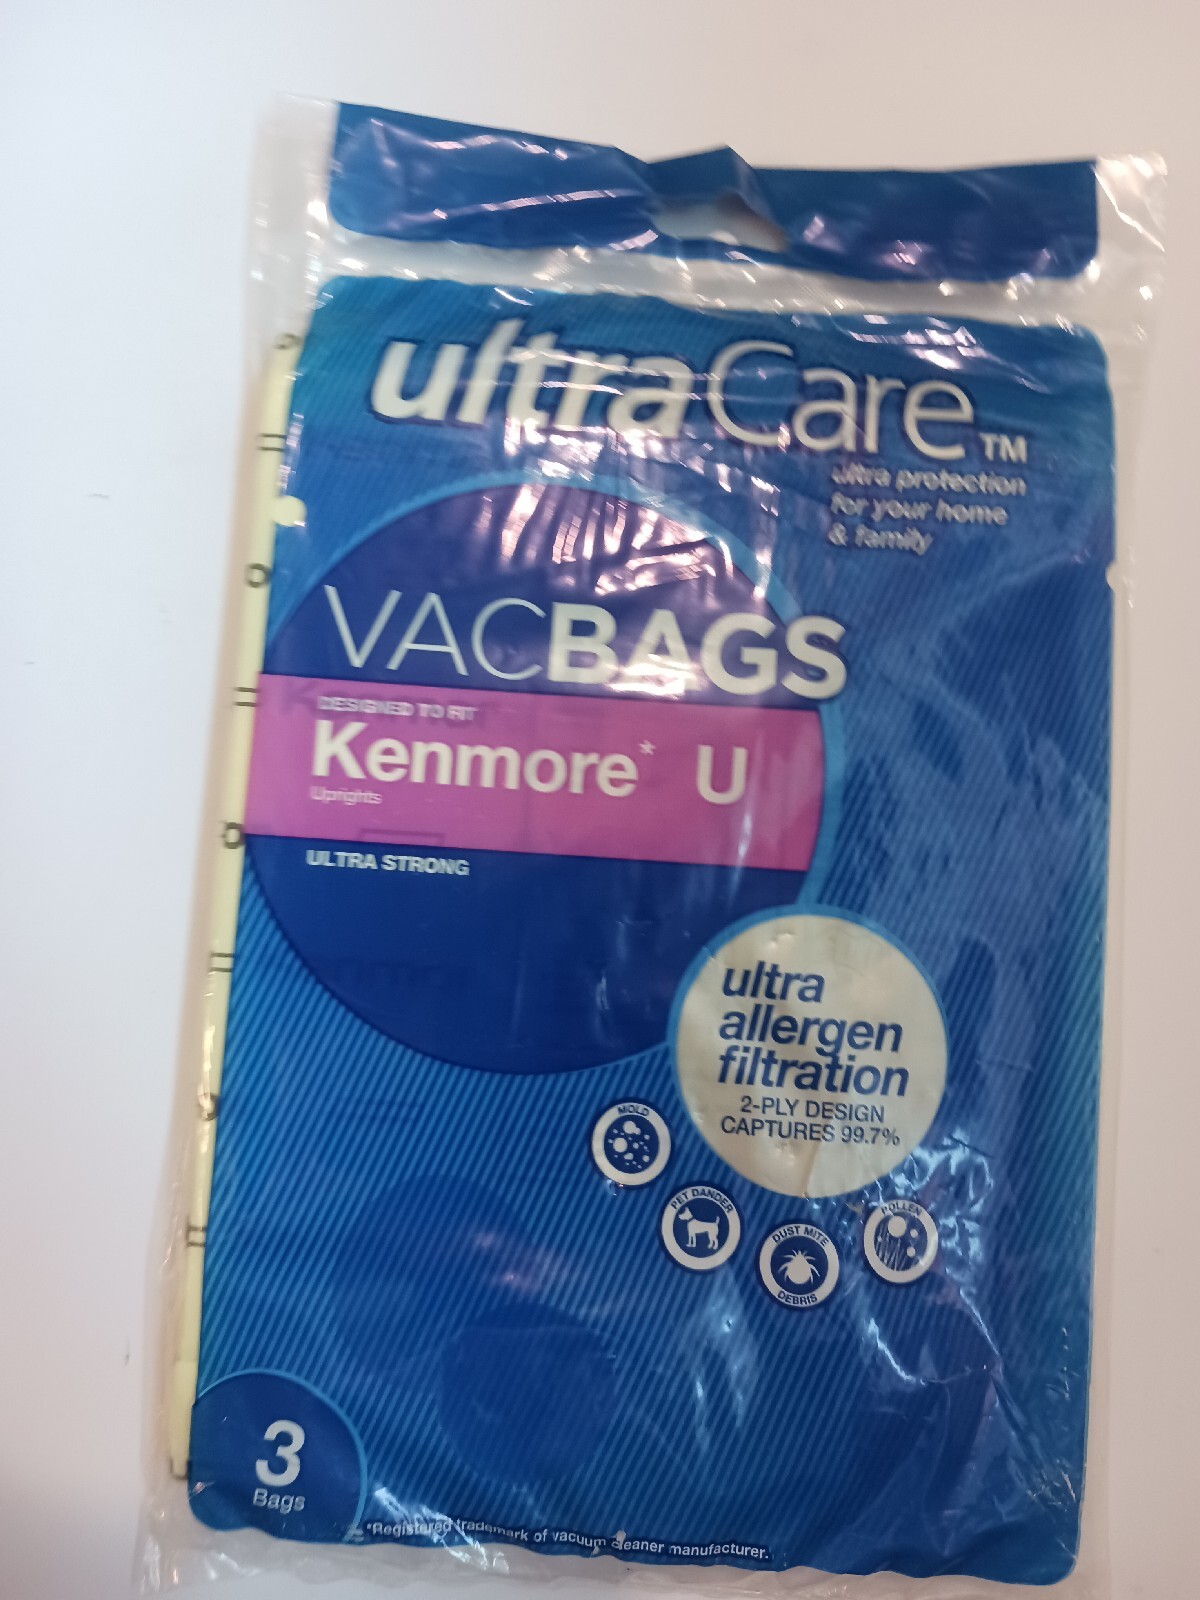 ultraCare™
ultra protection
for your home
& family
VACBAGS
DESIGNED TO FIT
Kenmore* U
Uprights
ULTRA STRONG
ultra
allergen
filtration
2-PLY DESIGN
CAPTURES 99.7%
MOLD
PET DANDER
DUST MITE
DEBRIS
POLLEN
3
Bags
*Registered trademark of vacuum cleaner manufacturer.